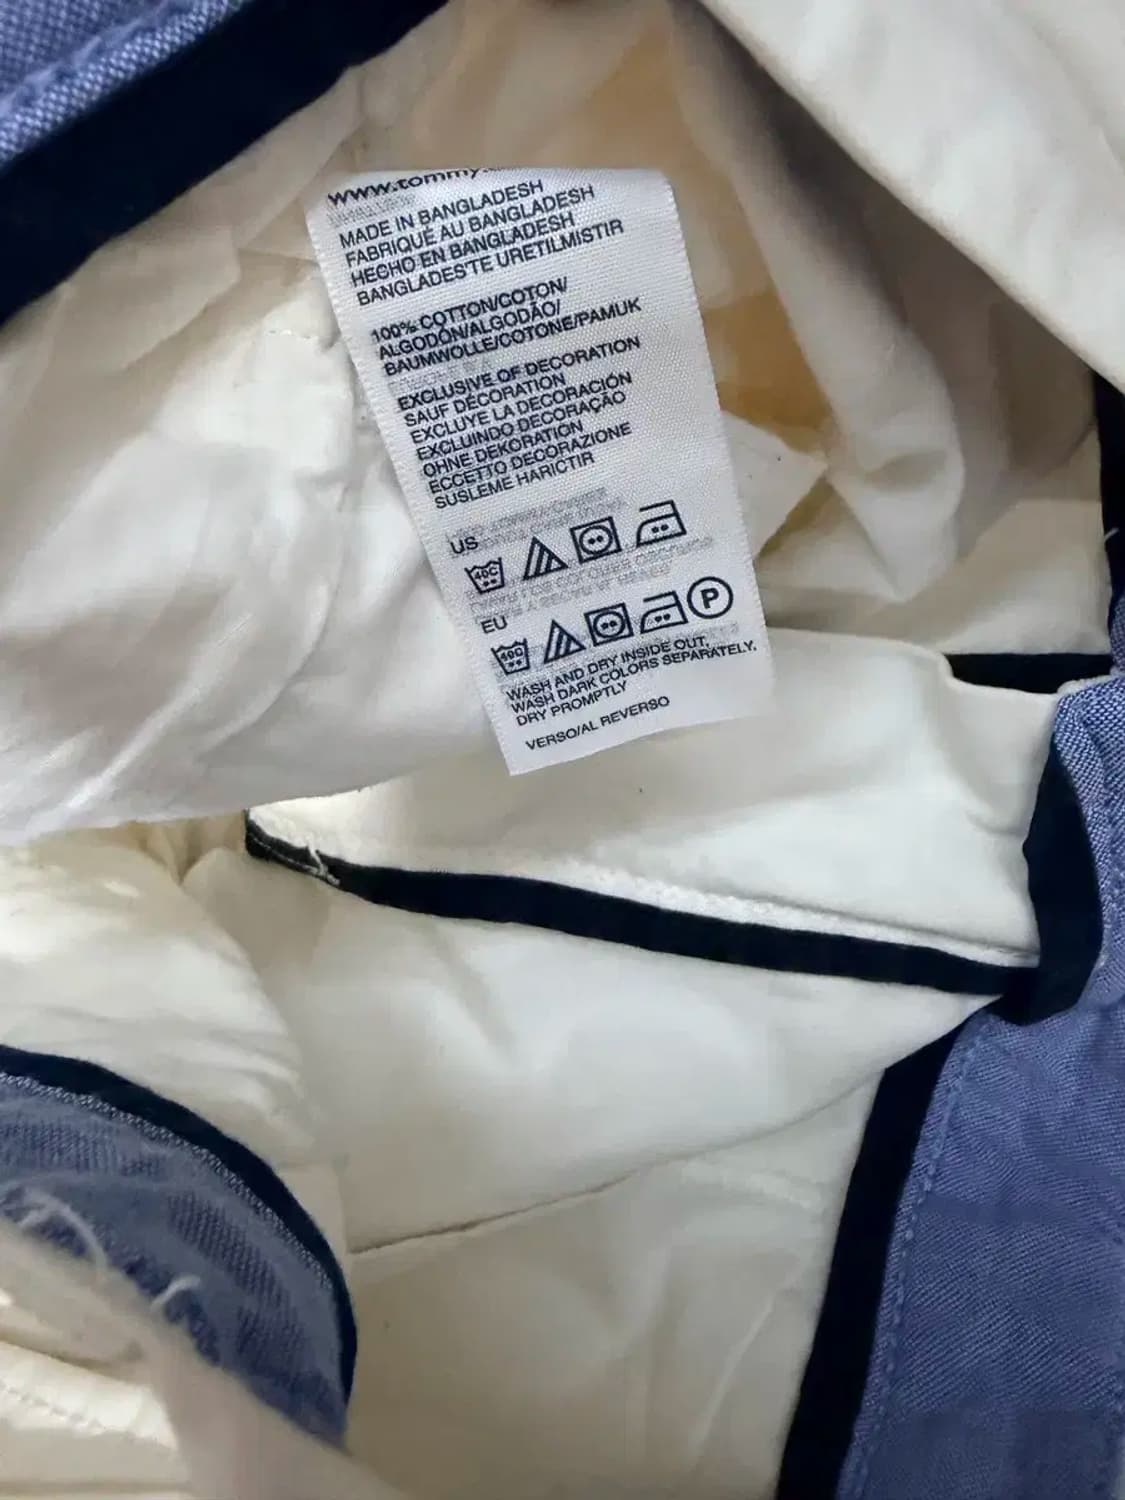 www.tommy.
MADE IN BANGLADESH
FABRIQUÉ AU BANGLADESH
HECHO EN BANGLADESH
BANGLADES'TE URETILMISTIR
100% COTTON/COTON/
ALGODÓN/ALGODÃO/
BAUMWOLLE/COTONE/PAMUK
EXCLUSIVE OF DECORATION
SAUF DÉCORATION
EXCLUYE LA DECORACIÓN
EXCLUINDO DECORAÇÃO
OHNE DEKORATION
ECCETTO DECORAZIONE
SUSLEME HARICTIR
US
40C
EU
40C P
WASH AND DRY INSIDE OUT,
WASH DARK COLORS SEPARATELY,
DRY PROMPTLY
VERSO/AL REVERSO